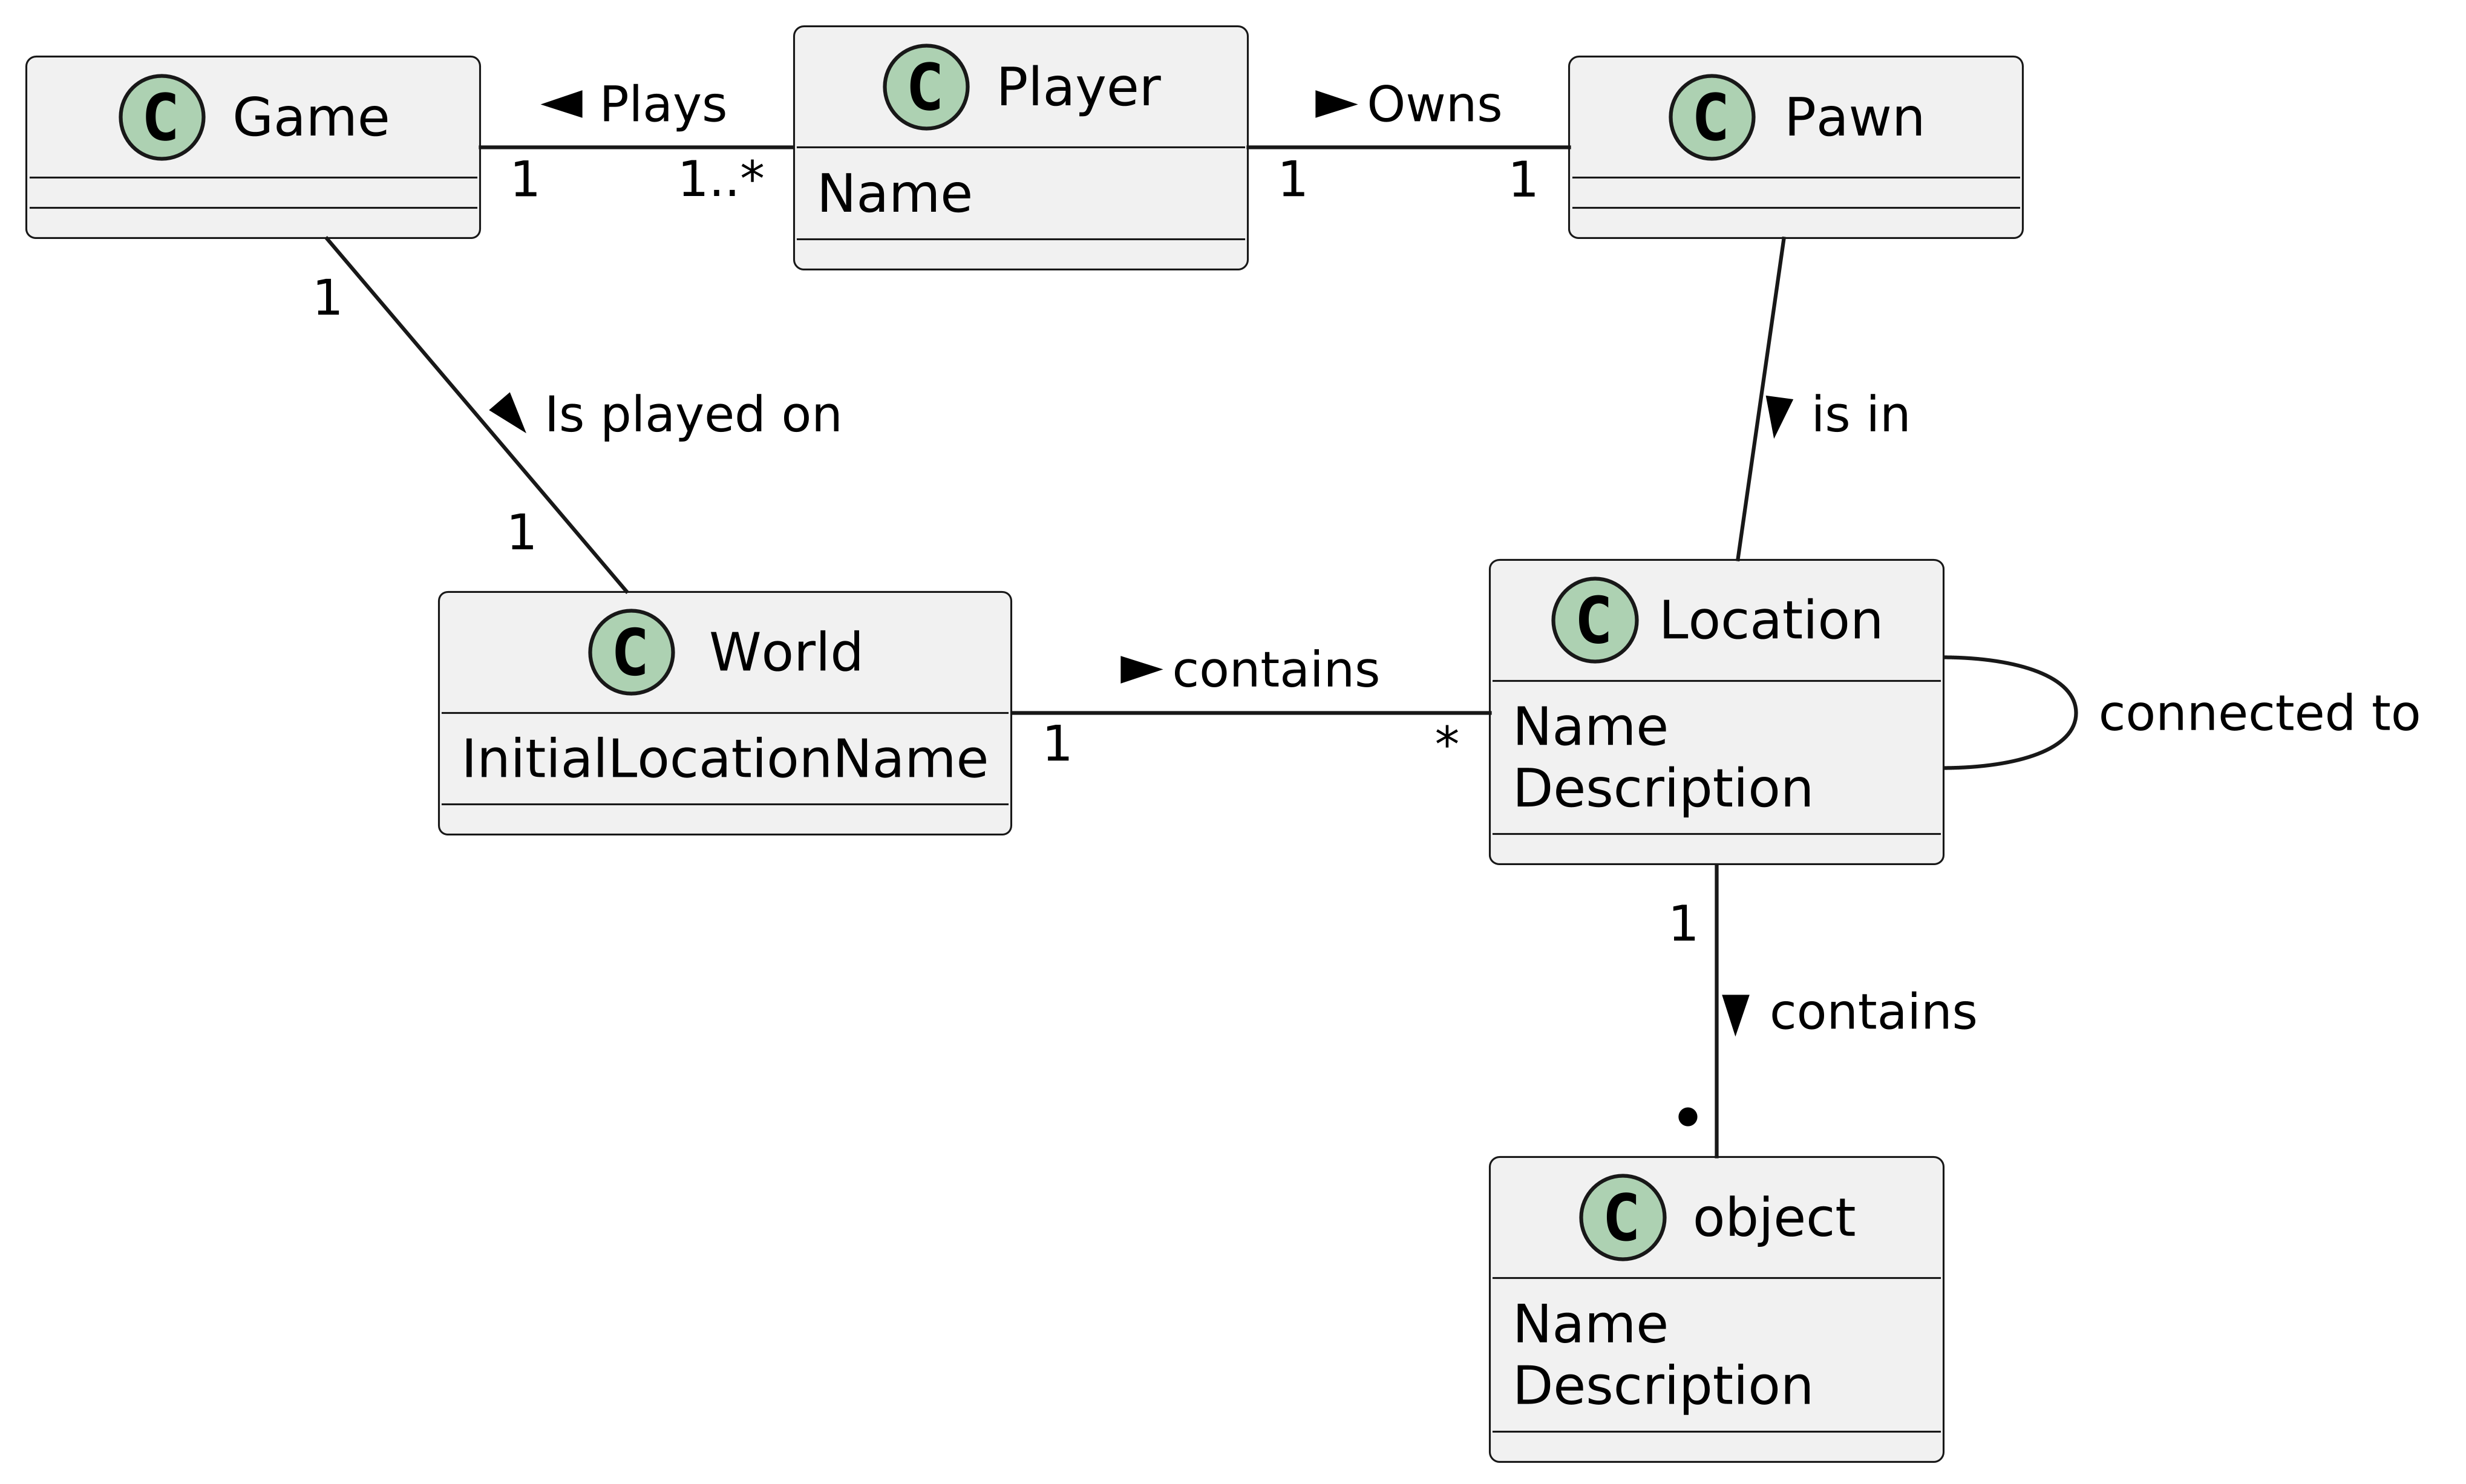 C Game
◄ Plays
1
1..*
C Player
Name
► Owns
1
1
C Pawn
1
Is played on
1
is in
C World
InitialLocationName
► contains
1
*
C Location
Name
Description
connected to
1
contains
•
C object
Name
Description